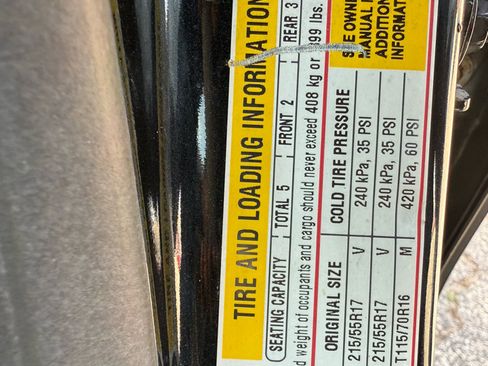 TIRE AND LOADING INFORMATION
SEATING CAPACITY TOTAL 5 FRONT 2 REAR 3
d weight of occupants and cargo should never exceed 408 kg or 899 lbs.
ORIGINAL SIZE COLD TIRE PRESSURE
215/55R17 V 240 kPa, 35 PSI
215/55R17 V 240 kPa, 35 PSI
T115/70R16 M 420 kPa, 60 PSI
SEE OWNE
MANUAL
ADDITION
INFORMAT